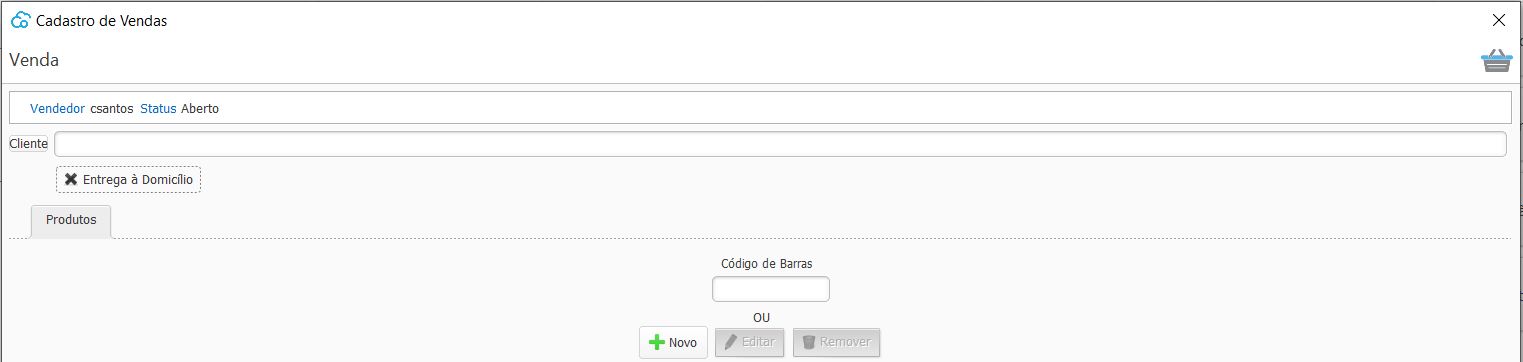 Cadastro de Vendas
Venda
Vendedor csantos Status Aberto
Cliente
Entrega à Domicílio
Produtos
Código de Barras
OU
Novo Editar Remover